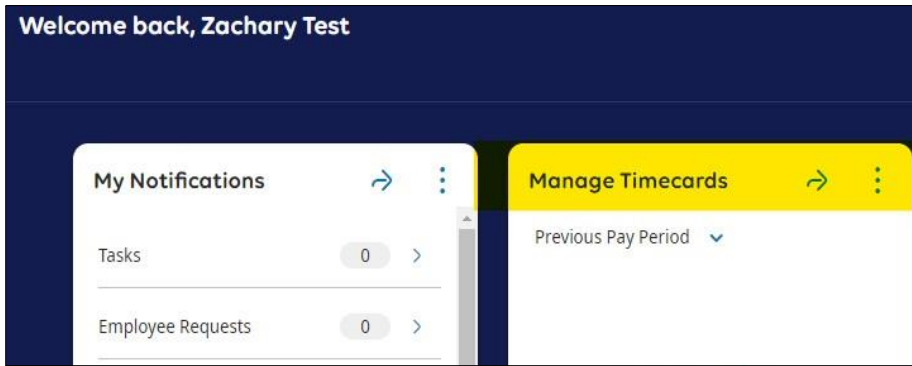 Welcome back, Zachary Test
My Notifications
Tasks 0
Employee Requests 0
Manage Timecards
Previous Pay Period